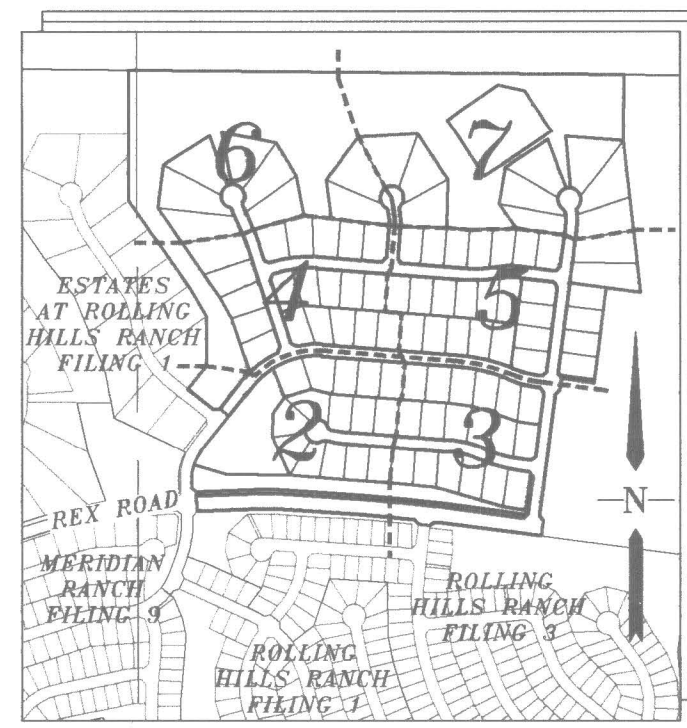 6
7
ESTATES
AT ROLLING
HILLS RANCH
FILING 1
4
5
2
3
REX ROAD
N
MERIDIAN
RANCH
FILING 9
ROLLING
HILLS RANCH
FILING 3
ROLLING
HILLS RANCH
FILING 1